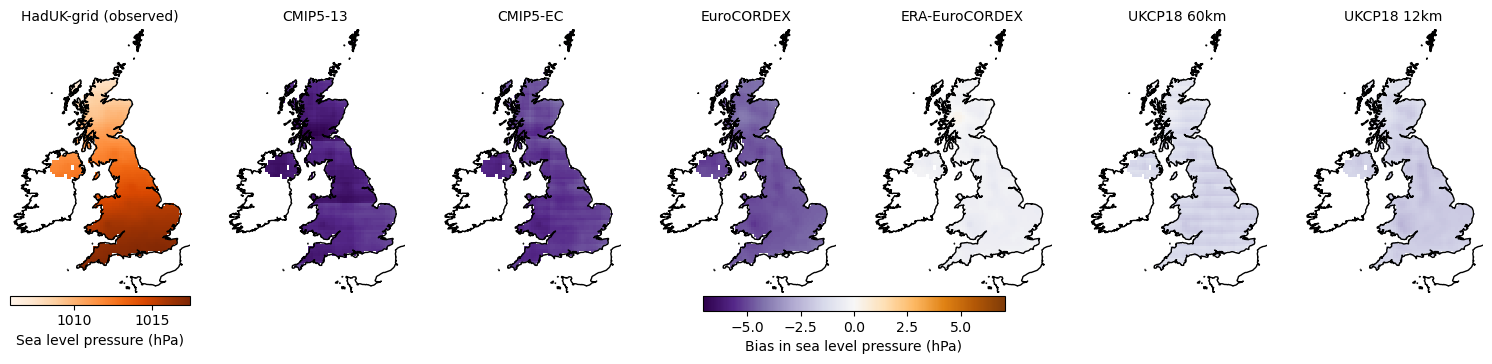 HadUK-grid (observed)
CMIP5-13
CMIP5-EC
EuroCORDEX
ERA-EuroCORDEX
UKCP18 60km
UKCP18 12km
1010 1015
Sea level pressure (hPa)
−5.0 −2.5 0.0 2.5 5.0
Bias in sea level pressure (hPa)